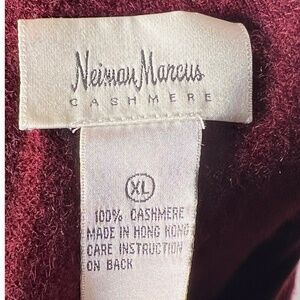 Neiman Marcus
CASHMERE
XL
100% CASHMERE
MADE IN HONG KONG
CARE INSTRUCTION
ON BACK